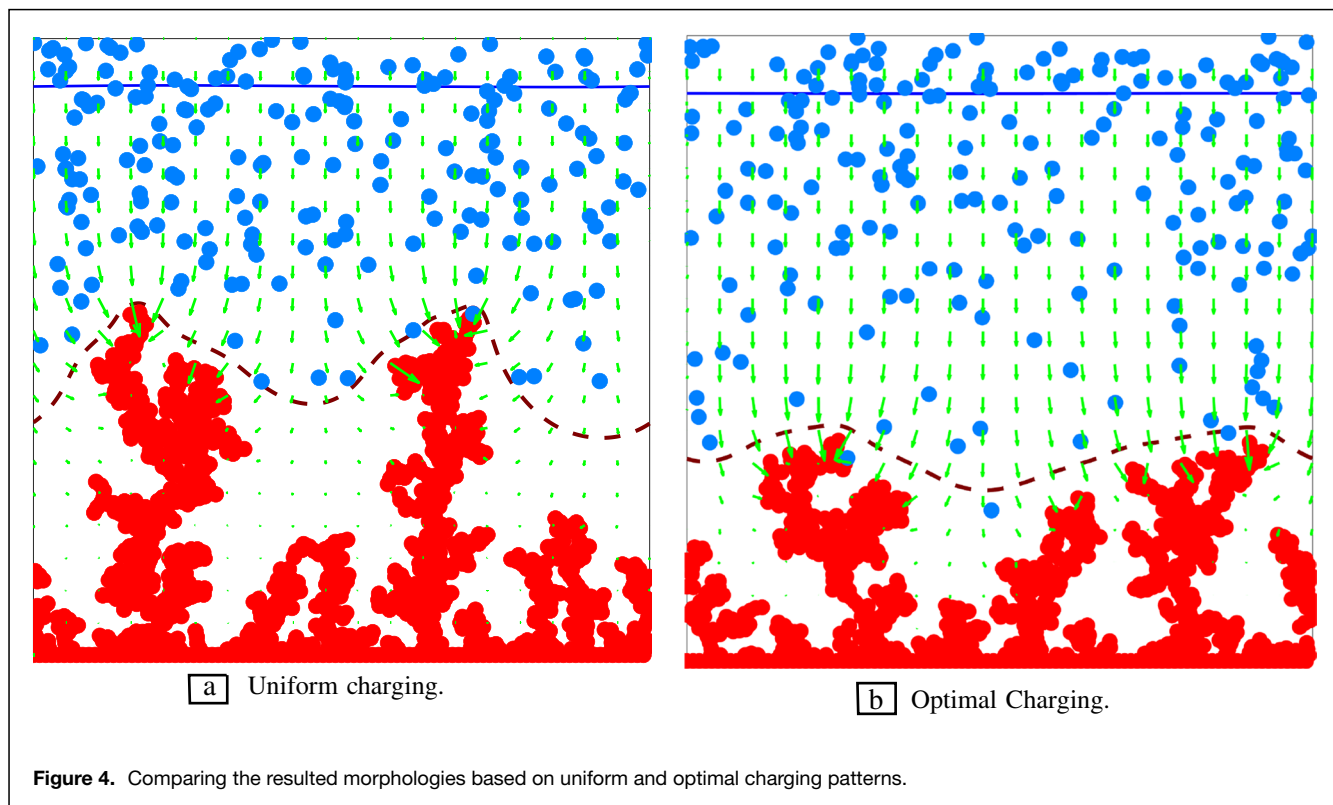 a Uniform charging.
b Optimal Charging.
Figure 4. Comparing the resulted morphologies based on uniform and optimal charging patterns.